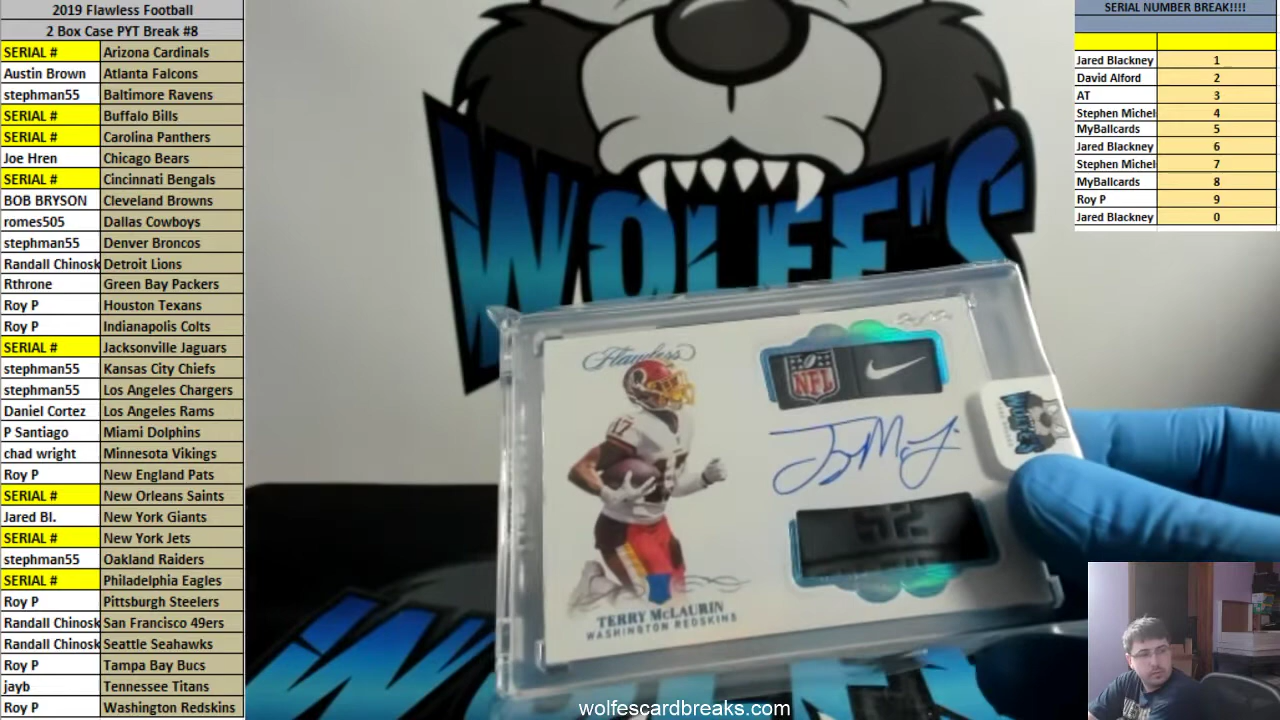 2019 Flawless Football
2 Box Case PYT Break #8
SERIAL # Arizona Cardinals
Austin Brown Atlanta Falcons
stephman55 Baltimore Ravens
SERIAL # Buffalo Bills
SERIAL # Carolina Panthers
Joe Hren Chicago Bears
SERIAL # Cincinnati Bengals
BOB BRYSON Cleveland Browns
romes505 Dallas Cowboys
stephman55 Denver Broncos
Randall Chinosk Detroit Lions
Rthrone Green Bay Packers
Roy P Houston Texans
Roy P Indianapolis Colts
SERIAL # Jacksonville Jaguars
stephman55 Kansas City Chiefs
stephman55 Los Angeles Chargers
Daniel Cortez Los Angeles Rams
P Santiago Miami Dolphins
chad wright Minnesota Vikings
Roy P New England Pats
SERIAL # New Orleans Saints
Jared Bl. New York Giants
SERIAL # New York Jets
stephman55 Oakland Raiders
SERIAL # Philadelphia Eagles
Roy P Pittsburgh Steelers
Randall Chinosk San Francisco 49ers
Randall Chinosk Seattle Seahawks
Roy P Tampa Bay Bucs
jayb Tennessee Titans
Roy P Washington Redskins
WOLFE'S
Flawless
NFL
17
TERRY McLAURIN
WASHINGTON REDSKINS
WOLFE'S
wolfescardbreaks.com
SERIAL NUMBER BREAK!!!!
Jared Blackney 1
David Alford 2
AT 3
Stephen Michel 4
MyBallcards 5
Jared Blackney 6
Stephen Michel 7
MyBallcards 8
Roy P 9
Jared Blackney 0